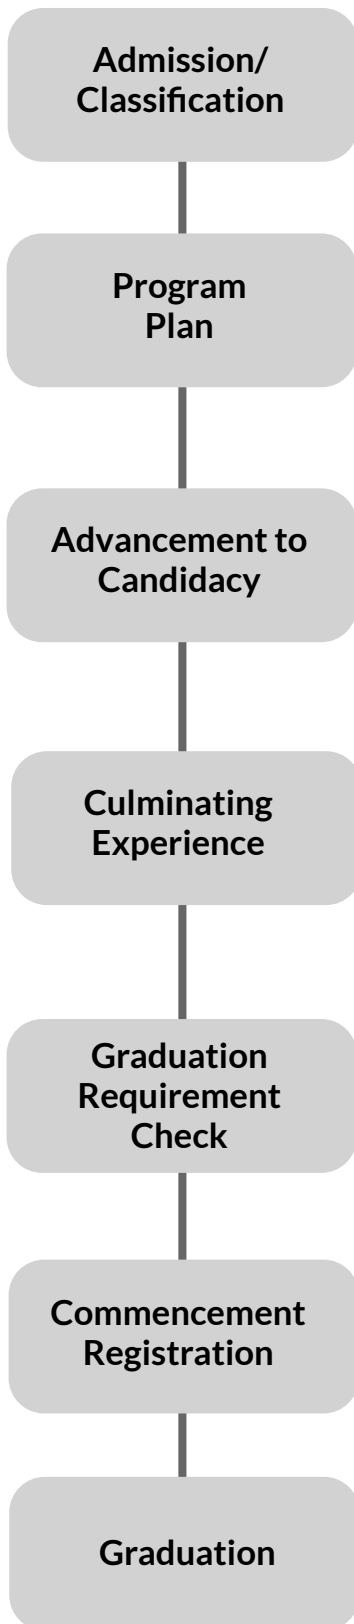 Admission/
Classification
Program
Plan
Advancement to
Candidacy
Culminating
Experience
Graduation
Requirement
Check
Commencement
Registration
Graduation